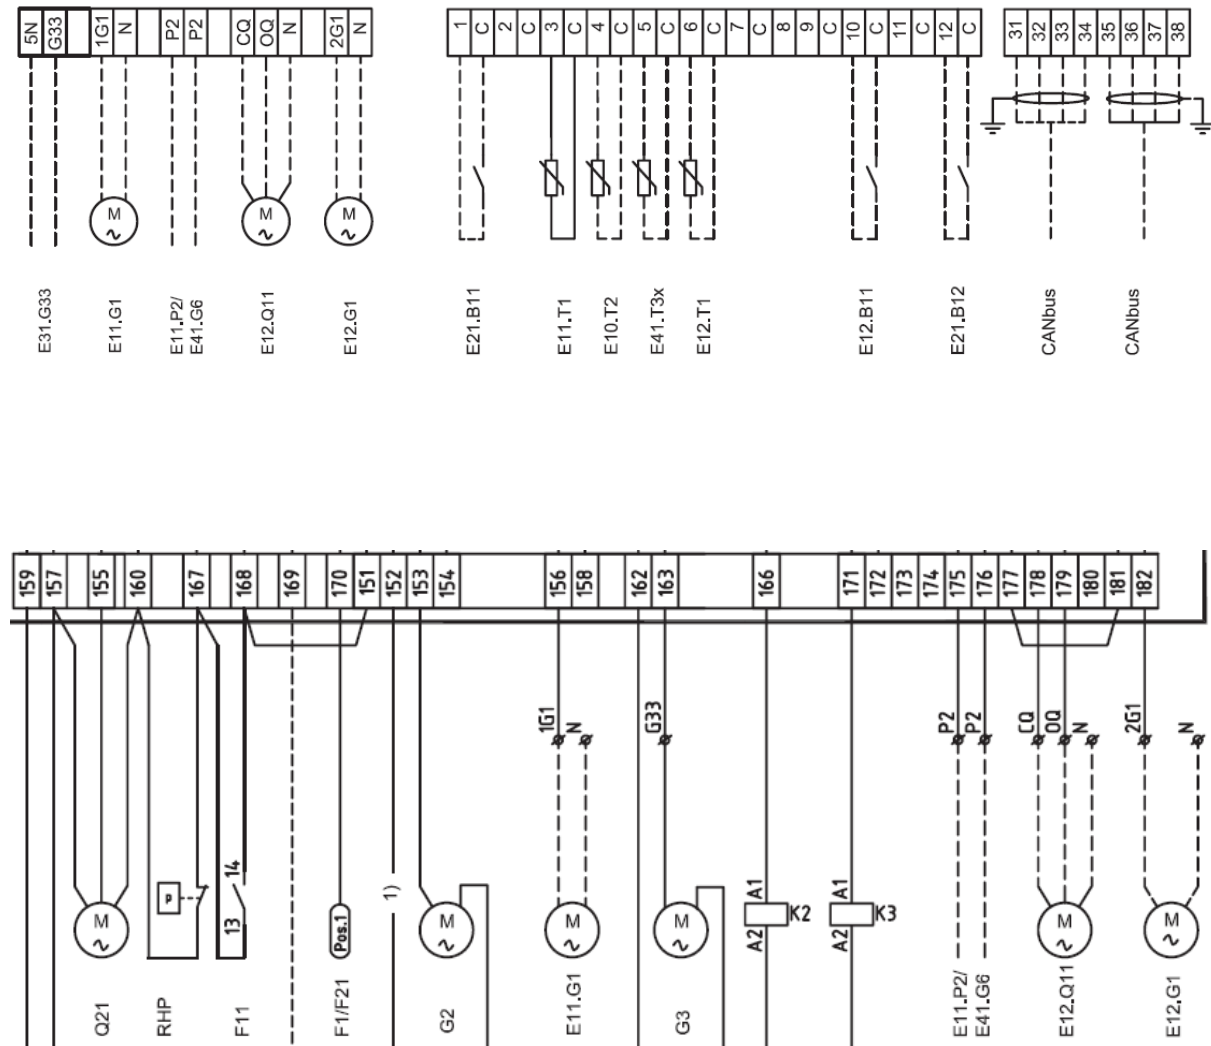 5N G33 1G1 N P2 P2 CQ OQ N 2G1 N
1 C 2 C 3 C 4 C 5 C 6 C 7 C 8 C 9 C 10 C 11 C 12 C
31 32 33 34 35 36 37 38
M M M
E31.G33
E11.G1
E11.P2/
E41.G6
E12.Q11
E12.G1
E21.B11
E11.T1
E10.T2
E41.T3x
E12.T1
E12.B11
E21.B12
CANbus
CANbus
159 157 155 160 167 168 169 170 151 152 153 154 156 158 162 163 166 171 172 173 174 175 176 177 178 179 180 181 182
1G1 N G33 P2 P2 CQ OQ N 2G1 N
14
13
P
Pos.1
1)
A1
A2
K2
A1
A2
K3
M M M M M M
Q21
RHP
F11
F1/F21
G2
E11.G1
G3
E11.P2/
E41.G6
E12.Q11
E12.G1